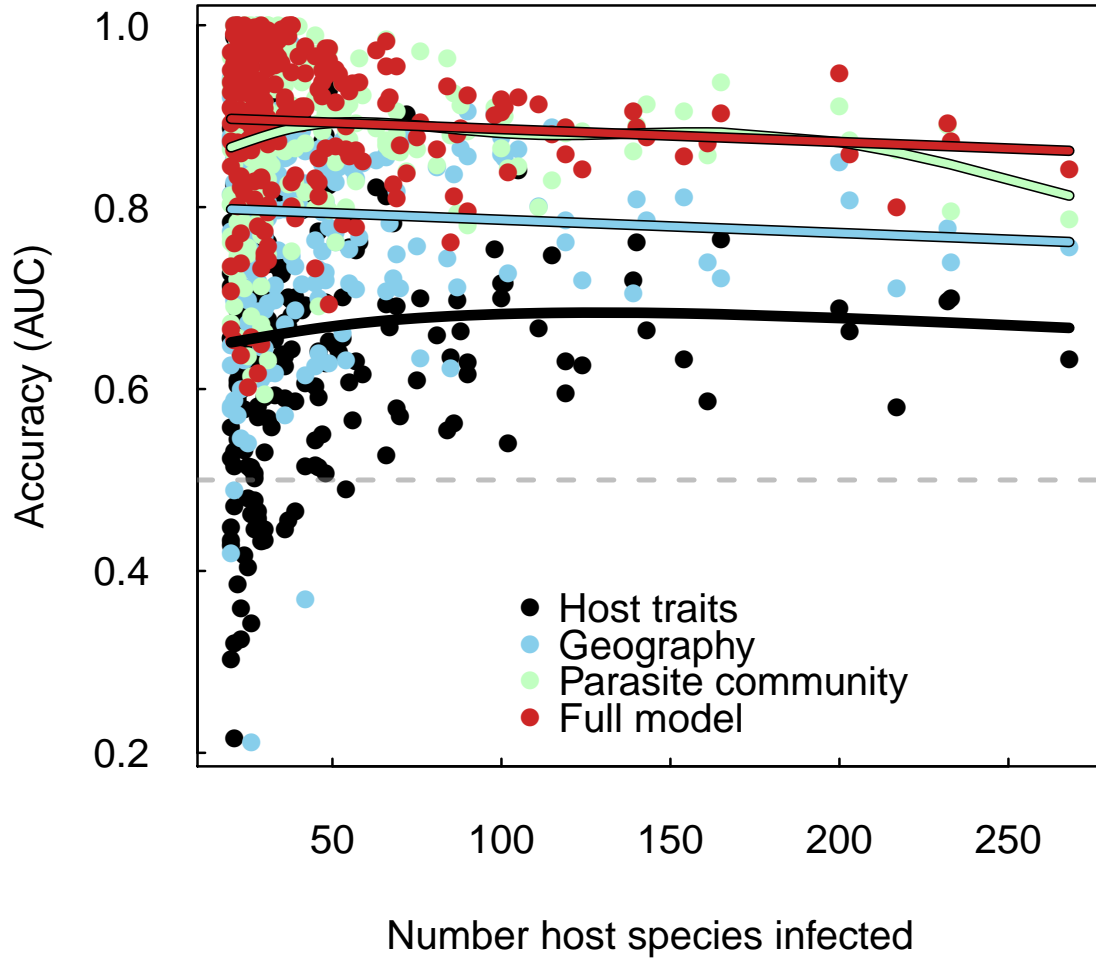 1.0
0.8
0.6
0.4
0.2
Accuracy (AUC)
Host traits
Geography
Parasite community
Full model
50 100 150 200 250
Number host species infected